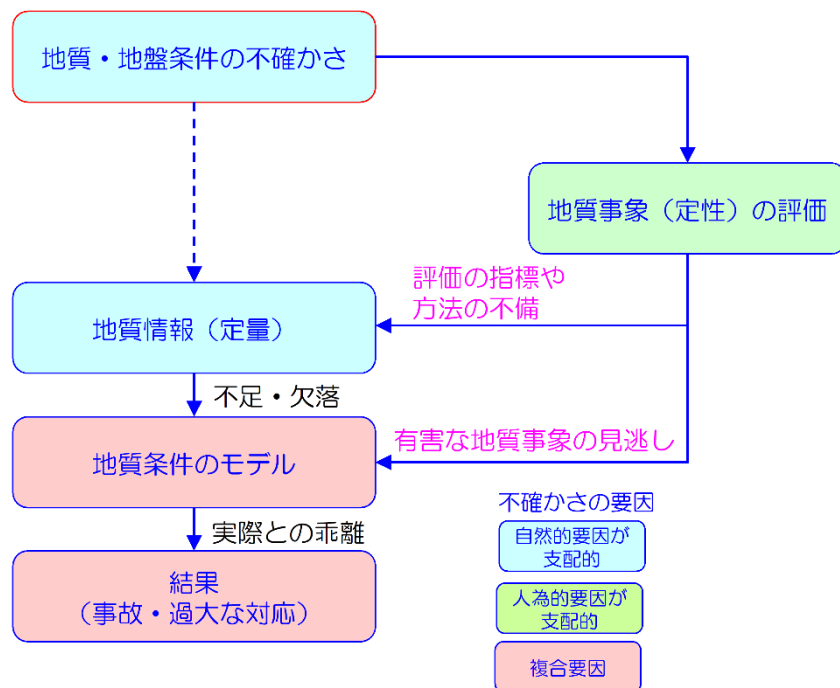 地質・地盤条件の不確かさ
地質事象（定性）の評価
評価の指標や
方法の不備
地質情報（定量）
不足・欠落
有害な地質事象の見逃し
地質条件のモデル
実際との乖離
結果
（事故・過大な対応）
不確かさの要因
自然的要因が
支配的
人為的要因が
支配的
複合要因